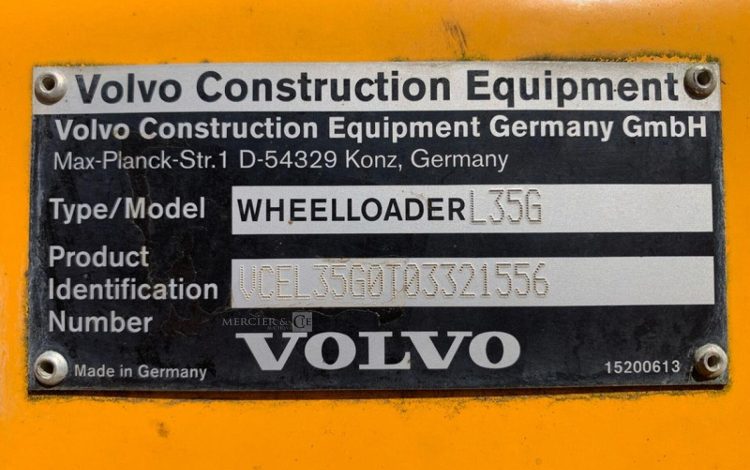 Volvo Construction Equipment
Volvo Construction Equipment Germany GmbH
Max-Planck-Str.1 D-54329 Konz, Germany
Type/Model WHEELLOADER L35G
Product
Identification VCEL35G0T03321556
Number
MERCIER & CIE
VOLVO
Made in Germany
15200613